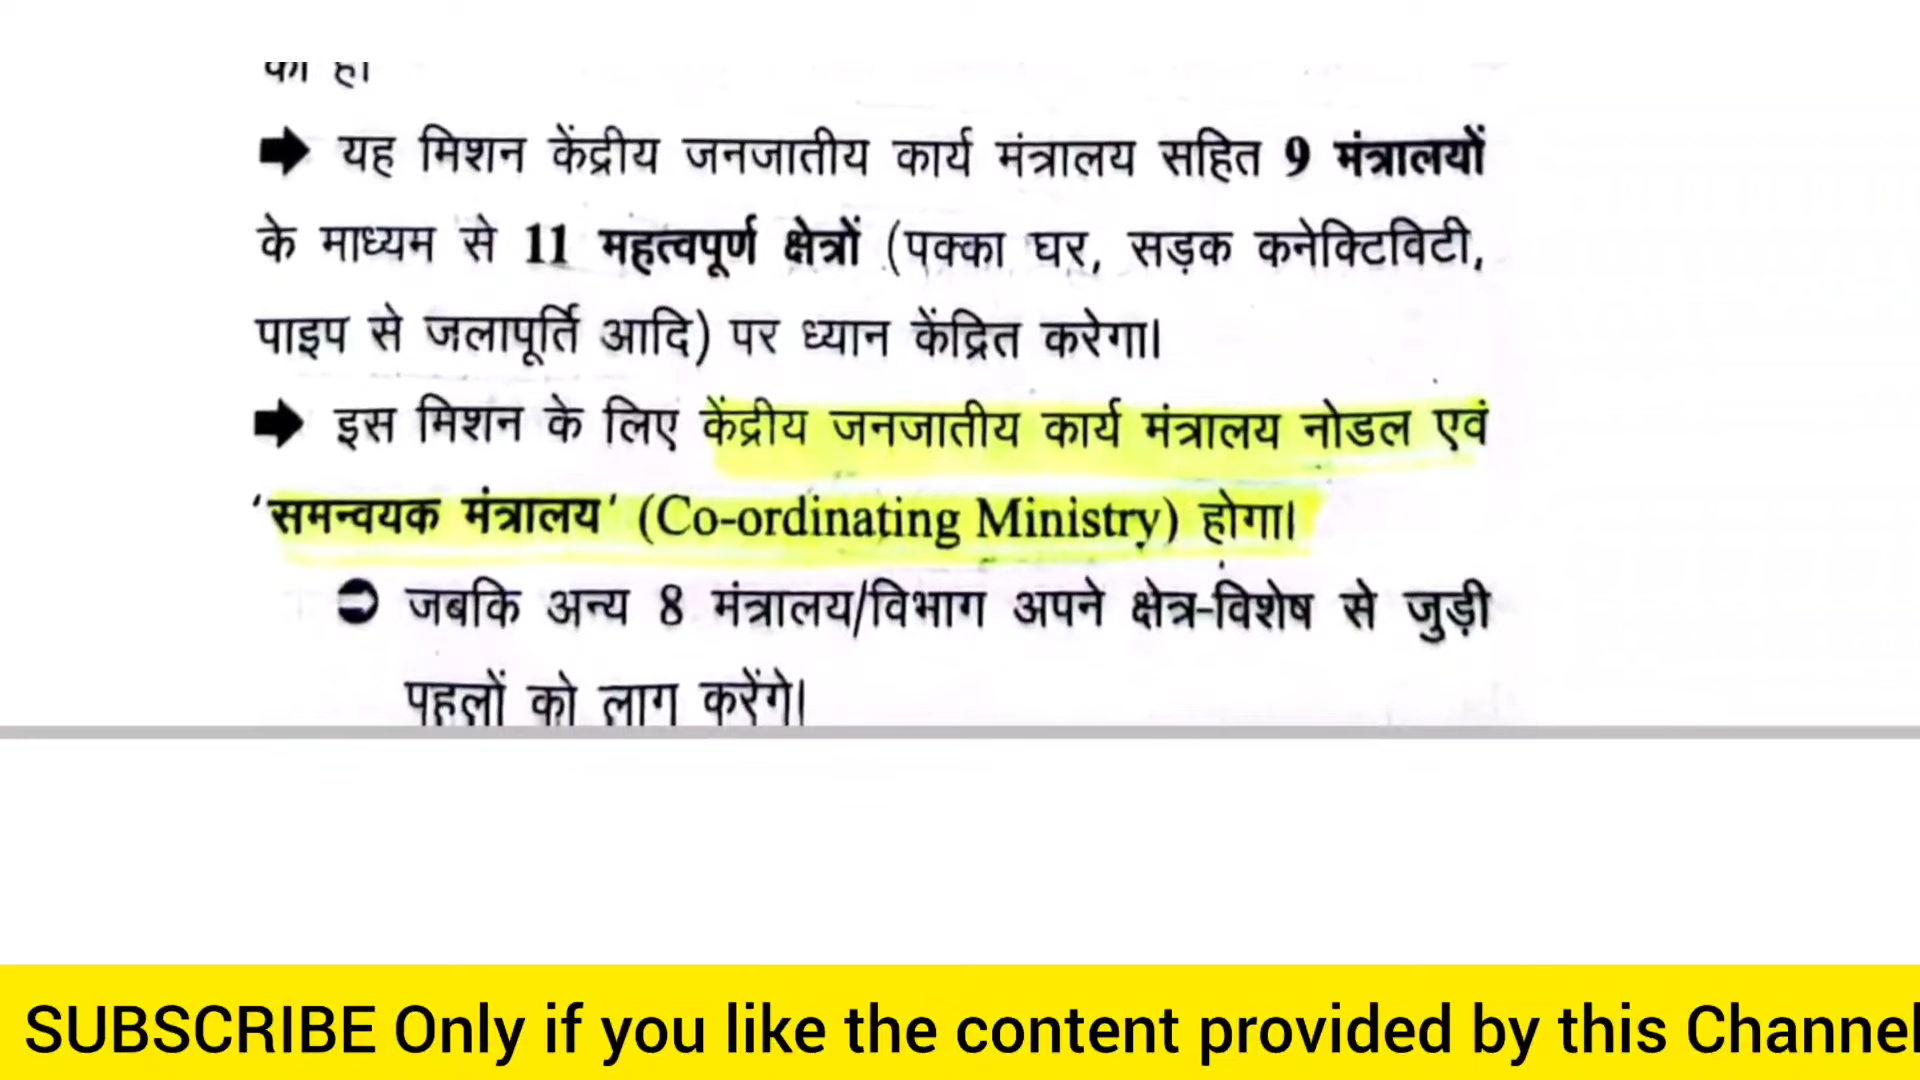 ➡ यह मिशन केंद्रीय जनजातीय कार्य मंत्रालय सहित 9 मंत्रालयों
के माध्यम से 11 महत्वपूर्ण क्षेत्रों (पक्का घर, सड़क कनेक्टिविटी,
पाइप से जलापूर्ति आदि) पर ध्यान केंद्रित करेगा।
➡ इस मिशन के लिए केंद्रीय जनजातीय कार्य मंत्रालय नोडल एवं
‘समन्वयक मंत्रालय’ (Co-ordinating Ministry) होगा।
➲ जबकि अन्य 8 मंत्रालय/विभाग अपने क्षेत्र-विशेष से जुड़ी
पहलों को लागू करेंगे।
SUBSCRIBE Only if you like the content provided by this Channel